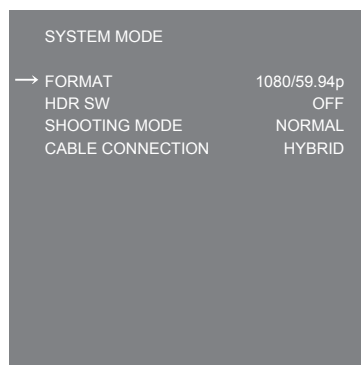 SYSTEM MODE
→ FORMAT 1080/59.94p
HDR SW OFF
SHOOTING MODE NORMAL
CABLE CONNECTION HYBRID